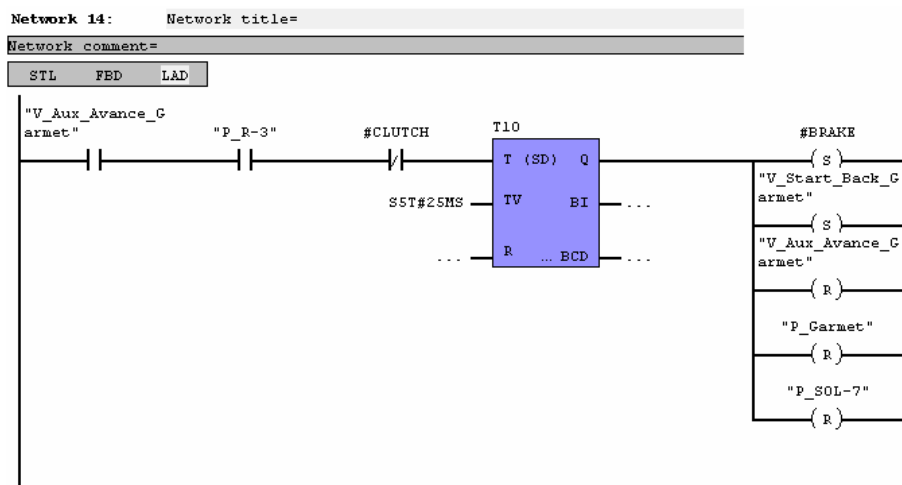 Network 14: Network title=
Network comment=
STL FBD LAD
"V_Aux_Avance_G
armet" "P_R-3" #CLUTCH T10 #BRAKE
T (SD) Q S
"V_Start_Back_G
armet"
S5T#25MS TV BI ...
S
"V_Aux_Avance_G
armet"
... R ... BCD ...
R
"P_Garmet"
R
"P_SOL-7"
R